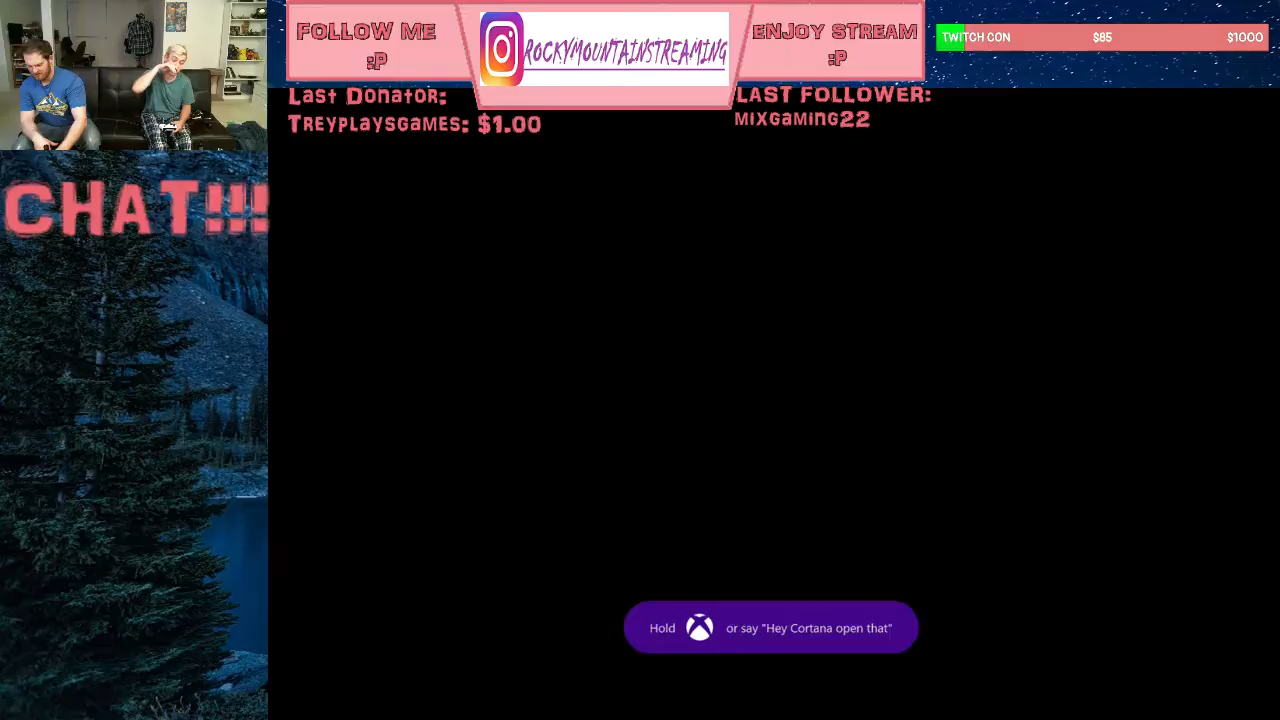 FOLLOW ME
:P
ROCKYMOUNTAINSTREAMING
ENJOY STREAM
:P
TWITCH CON $85 $1000
Last Donator:
Treyplaysgames: $1.00
LAST FOLLOWER:
mixgaming22
CHAT!!!
Hold or say "Hey Cortana open that"